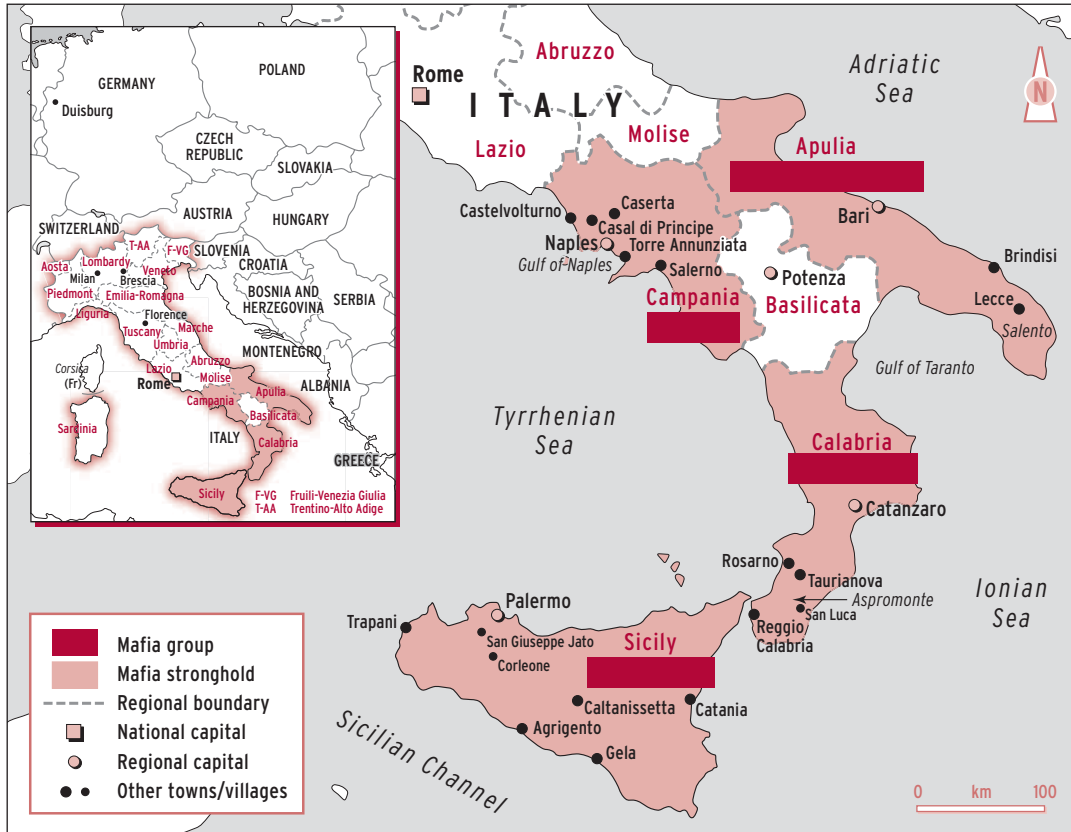 GERMANY
POLAND
Duisburg
CZECH
REPUBLIC
SLOVAKIA
AUSTRIA
HUNGARY
SWITZERLAND
T-AA
F-VG
SLOVENIA
Aosta
Lombardy
Veneto
CROATIA
Milan
Brescia
Piedmont
Emilia-Romagna
BOSNIA AND
HERZEGOVINA
SERBIA
Liguria
Florence
Tuscany
Marche
Umbria
MONTENEGRO
Corsica
(Fr)
Lazio
Abruzzo
Rome
Molise
ALBANIA
Campania
Apulia
Basilicata
Sardinia
ITALY
Calabria
GREECE
Sicily
F-VG Fruili-Venezia Giulia
T-AA Trentino-Alto Adige
Abruzzo
Rome
ITALY
Adriatic
Sea
N
Lazio
Molise
Apulia
Castelvolturno
Caserta
Casal di Principe
Naples
Torre Annunziata
Gulf of Naples
Salerno
Bari
Potenza
Basilicata
Brindisi
Lecce
Salento
Campania
Gulf of Taranto
Tyrrhenian
Sea
Calabria
Catanzaro
Rosarno
Taurianova
Aspromonte
San Luca
Reggio
Calabria
Ionian
Sea
Palermo
Trapani
San Giuseppe Jato
Corleone
Sicily
Caltanissetta
Catania
Agrigento
Gela
Sicilian Channel
Mafia group
Mafia stronghold
Regional boundary
National capital
Regional capital
Other towns/villages
0 km 100